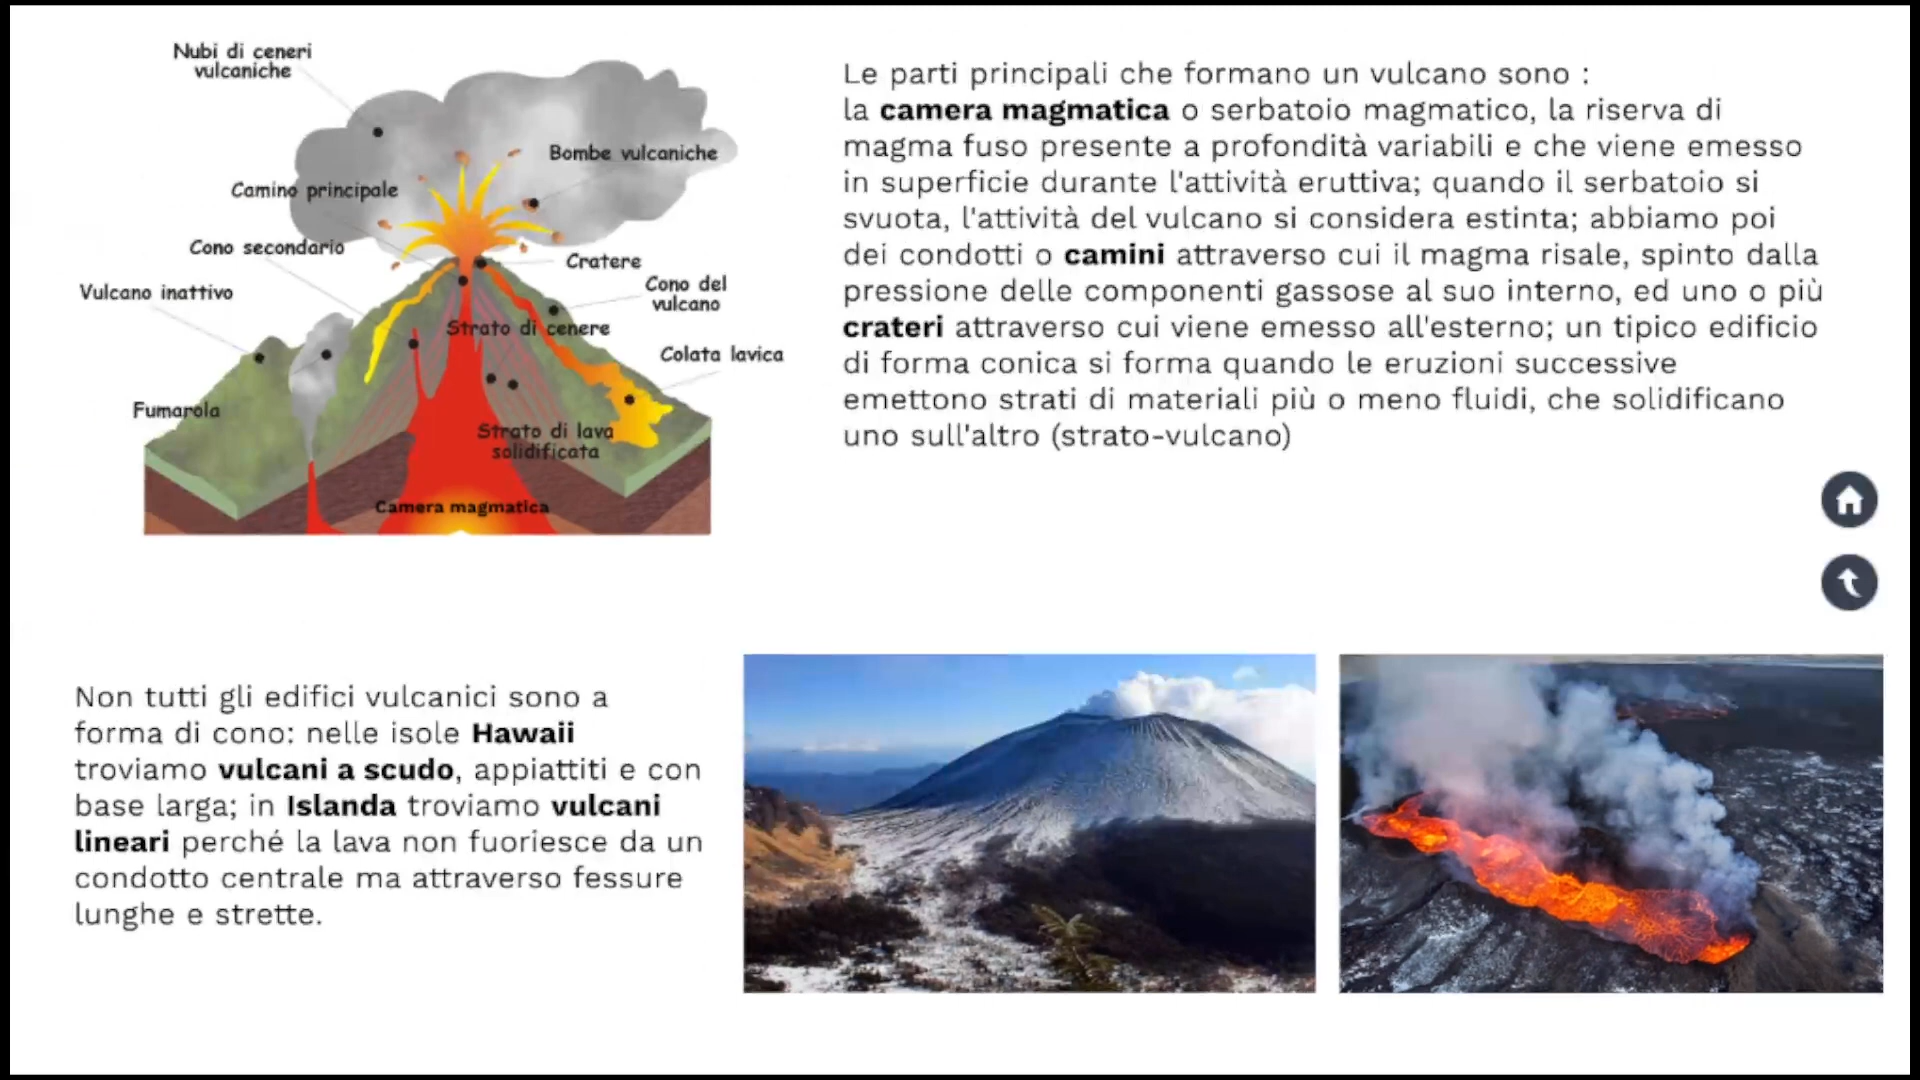 Nubi di ceneri
vulcaniche
Bombe vulcaniche
Camino principale
Cono secondario
Cratere
Vulcano inattivo
Cono del
vulcano
Strato di cenere
Colata lavica
Fumarola
Strato di lava
solidificata
Camera magmatica
Le parti principali che formano un vulcano sono :
la camera magmatica o serbatoio magmatico, la riserva di
magma fuso presente a profondità variabili e che viene emesso
in superficie durante l'attività eruttiva; quando il serbatoio si
svuota, l'attività del vulcano si considera estinta; abbiamo poi
dei condotti o camini attraverso cui il magma risale, spinto dalla
pressione delle componenti gassose al suo interno, ed uno o più
crateri attraverso cui viene emesso all'esterno; un tipico edificio
di forma conica si forma quando le eruzioni successive
emettono strati di materiali più o meno fluidi, che solidificano
uno sull'altro (strato-vulcano)
Non tutti gli edifici vulcanici sono a
forma di cono: nelle isole Hawaii
troviamo vulcani a scudo, appiattiti e con
base larga; in Islanda troviamo vulcani
lineari perché la lava non fuoriesce da un
condotto centrale ma attraverso fessure
lunghe e strette.